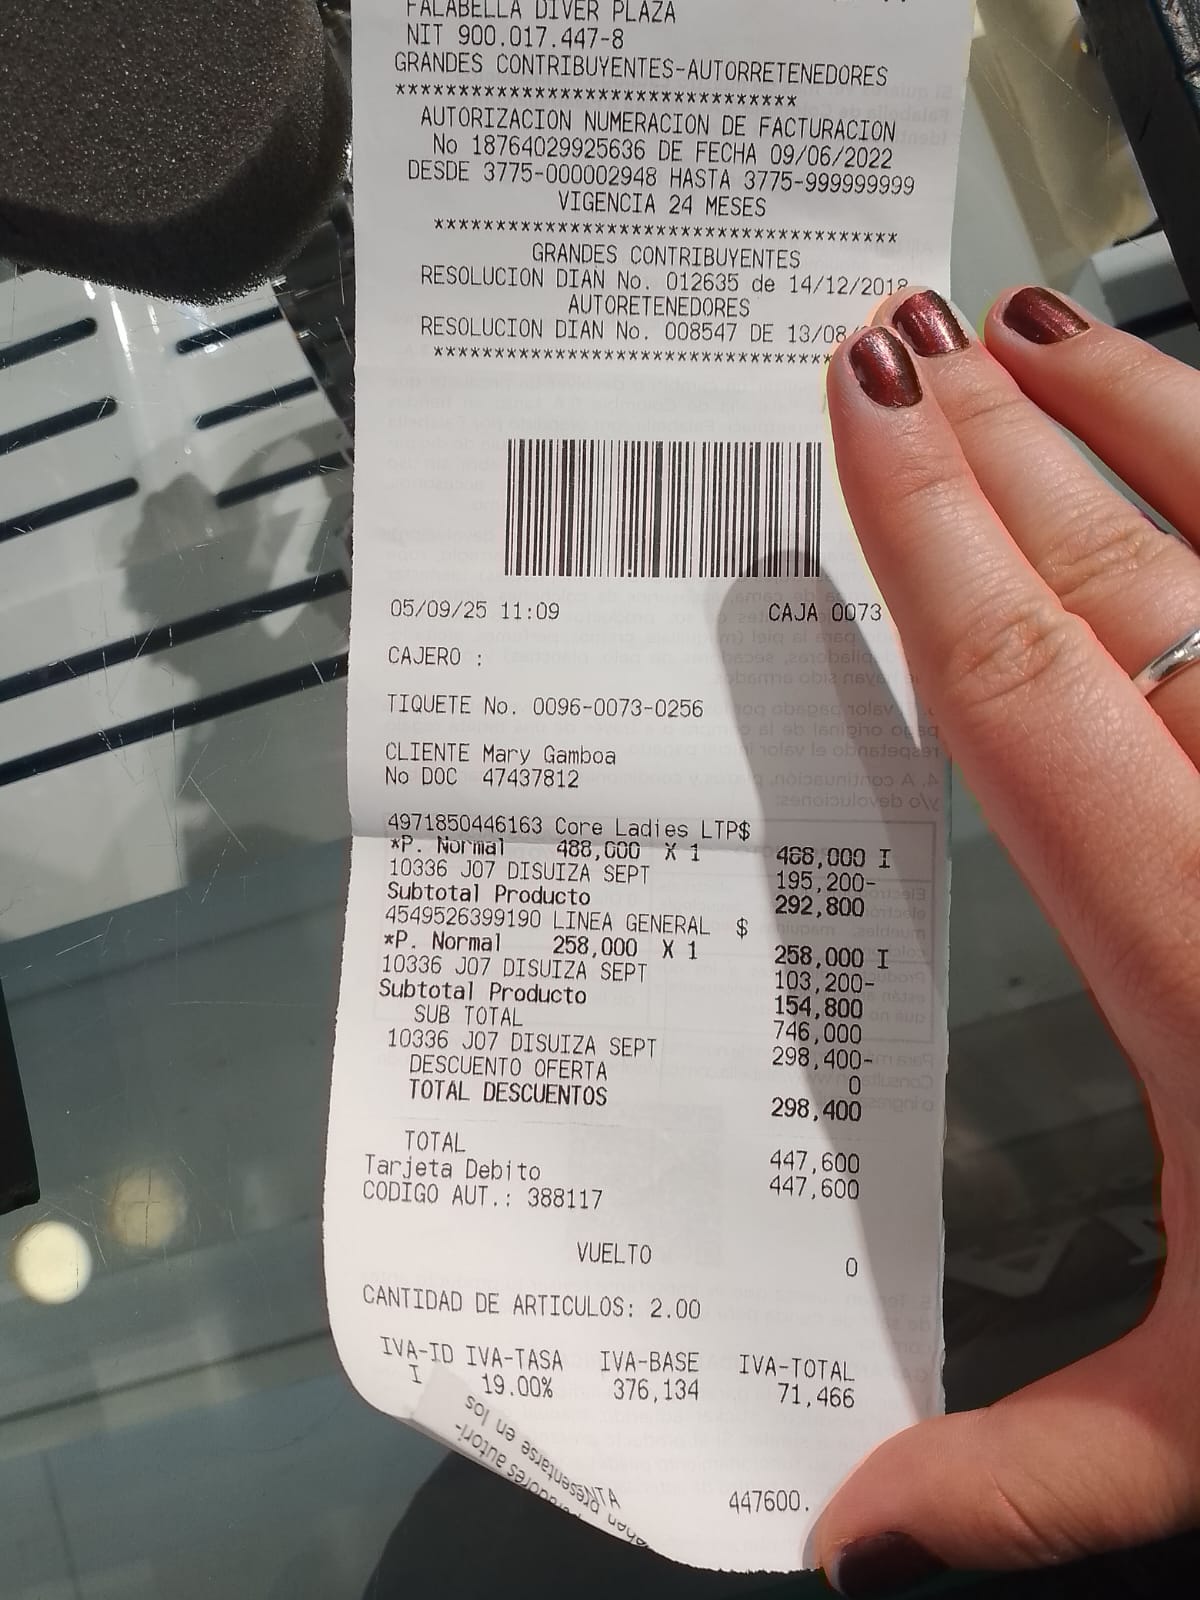 FALABELLA DIVER PLAZA
NIT 900.017.447-8
GRANDES CONTRIBUYENTES-AUTORRETENEDORES
*********************************
AUTORIZACION NUMERACION DE FACTURACION
No 18764029925636 DE FECHA 09/06/2022
DESDE 3775-000002948 HASTA 3775-999999999
VIGENCIA 24 MESES
**************************************
GRANDES CONTRIBUYENTES
RESOLUCION DIAN No. 012635 de 14/12/2018
AUTORETENEDORES
RESOLUCION DIAN No. 008547 DE 13/08/
*********************************
05/09/25 11:09 CAJA 0073
CAJERO :
TIQUETE No. 0096-0073-0256
CLIENTE Mary Gamboa
No DOC 47437812
4971850446163 Core Ladies LTP$
*P. Normal 488,000 X 1 488,000 I
10336 J07 DISUIZA SEPT 195,200-
Subtotal Producto 292,800
4549526399190 LINEA GENERAL $
*P. Normal 258,000 X 1 258,000 I
10336 J07 DISUIZA SEPT 103,200-
Subtotal Producto 154,800
SUB TOTAL 746,000
10336 J07 DISUIZA SEPT 298,400-
DESCUENTO OFERTA 0
TOTAL DESCUENTOS 298,400
TOTAL 447,600
Tarjeta Debito 447,600
CODIGO AUT.: 388117
VUELTO 0
CANTIDAD DE ARTICULOS: 2.00
IVA-ID IVA-TASA IVA-BASE IVA-TOTAL
I 19.00% 376,134 71,466
presentarse en los
autori-
NTA 447600.